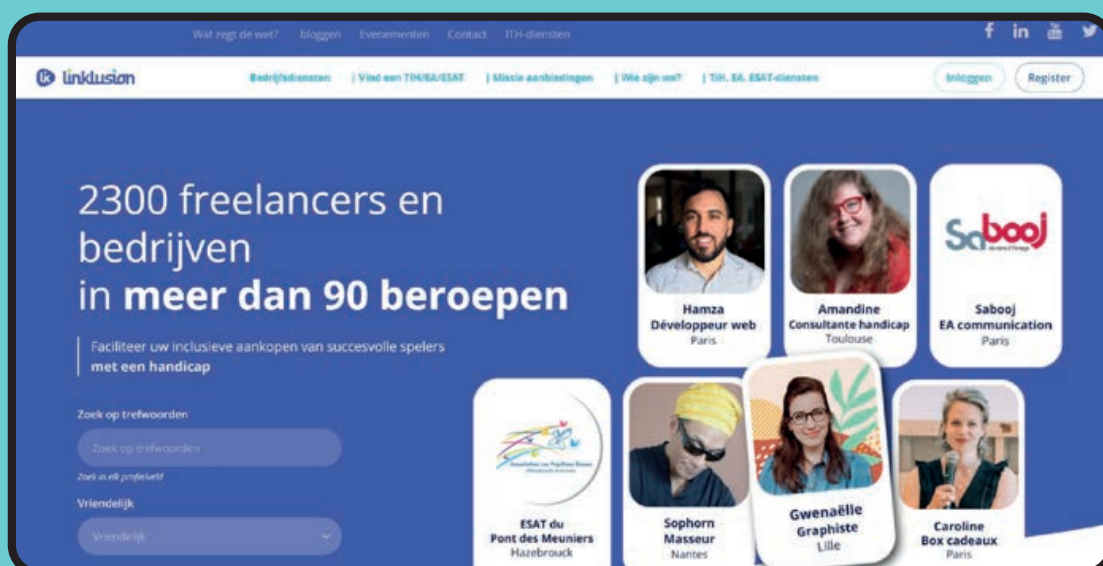 Wat zegt de wet? bloggen Evenementen Contact ITH-diensten
f in You Tube
lk linklusion
Bedrijfsdiensten | Vind een TIH/EA/ESAT | Missie aanbiedingen | Wie zijn we? | TIH, EA, ESAT-diensten
Inloggen Register
2300 freelancers en
bedrijven
in meer dan 90 beroepen
Faciliteer uw inclusieve aankopen van succesvolle spelers
met een handicap
Zoek op trefwoorden
Zoek op trefwoorden
Zoek in elk profielveld
Vriendelijk
Vriendelijk
Hamza
Développeur web
Paris
Amandine
Consultante handicap
Toulouse
Sabooj
Sabooj
EA communication
Paris
ESAT du
Pont des Meuniers
Hazebrouck
Sophorn
Masseur
Nantes
Gwenaëlle
Graphiste
Lille
Caroline
Box cadeaux
Paris